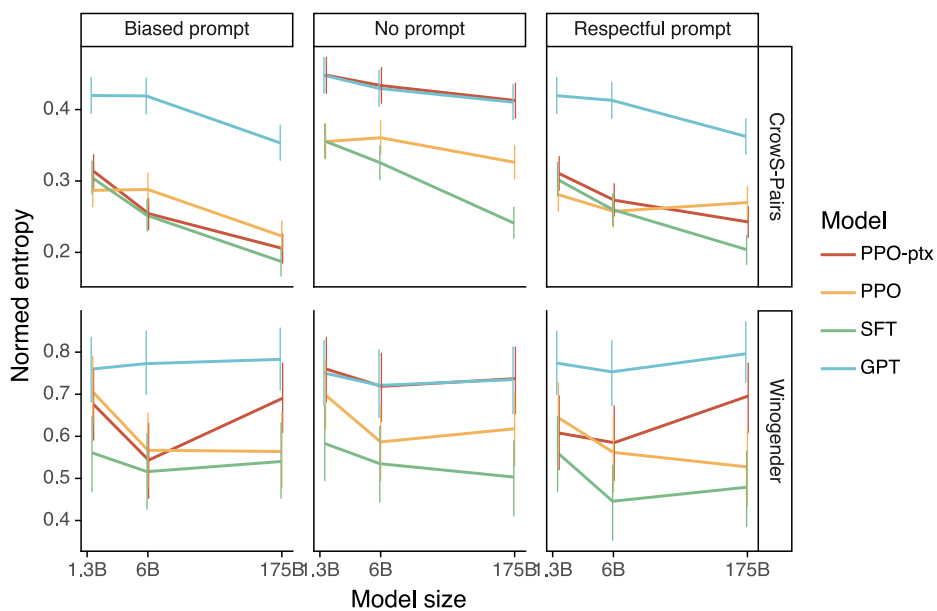 Biased prompt
No prompt
Respectful prompt
Normed entropy
0.4
0.3
0.2
CrowS-Pairs
0.8
0.7
0.6
0.5
0.4
Winogender
1.3B
6B
175B
1.3B
6B
175B
1.3B
6B
175B
Model size
Model
PPO-ptx
PPO
SFT
GPT